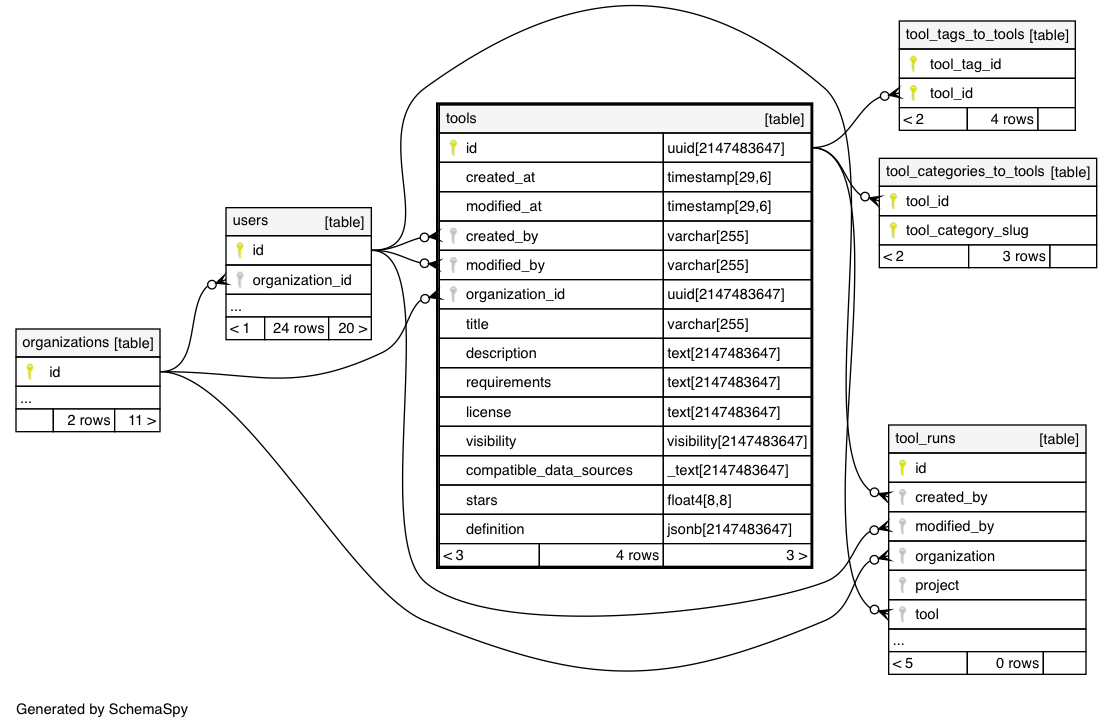 tool_tags_to_tools [table]
tool_tag_id
tool_id
< 2 4 rows
tools [table]
id uuid[2147483647]
created_at timestamp[29,6]
modified_at timestamp[29,6]
created_by varchar[255]
modified_by varchar[255]
organization_id uuid[2147483647]
title varchar[255]
description text[2147483647]
requirements text[2147483647]
license text[2147483647]
visibility visibility[2147483647]
compatible_data_sources _text[2147483647]
stars float4[8,8]
definition jsonb[2147483647]
< 3 4 rows 3 >
tool_categories_to_tools [table]
tool_id
tool_category_slug
< 2 3 rows
users [table]
id
organization_id
...
< 1 24 rows 20 >
organizations [table]
id
...
2 rows 11 >
tool_runs [table]
id
created_by
modified_by
organization
project
tool
...
< 5 0 rows
Generated by SchemaSpy